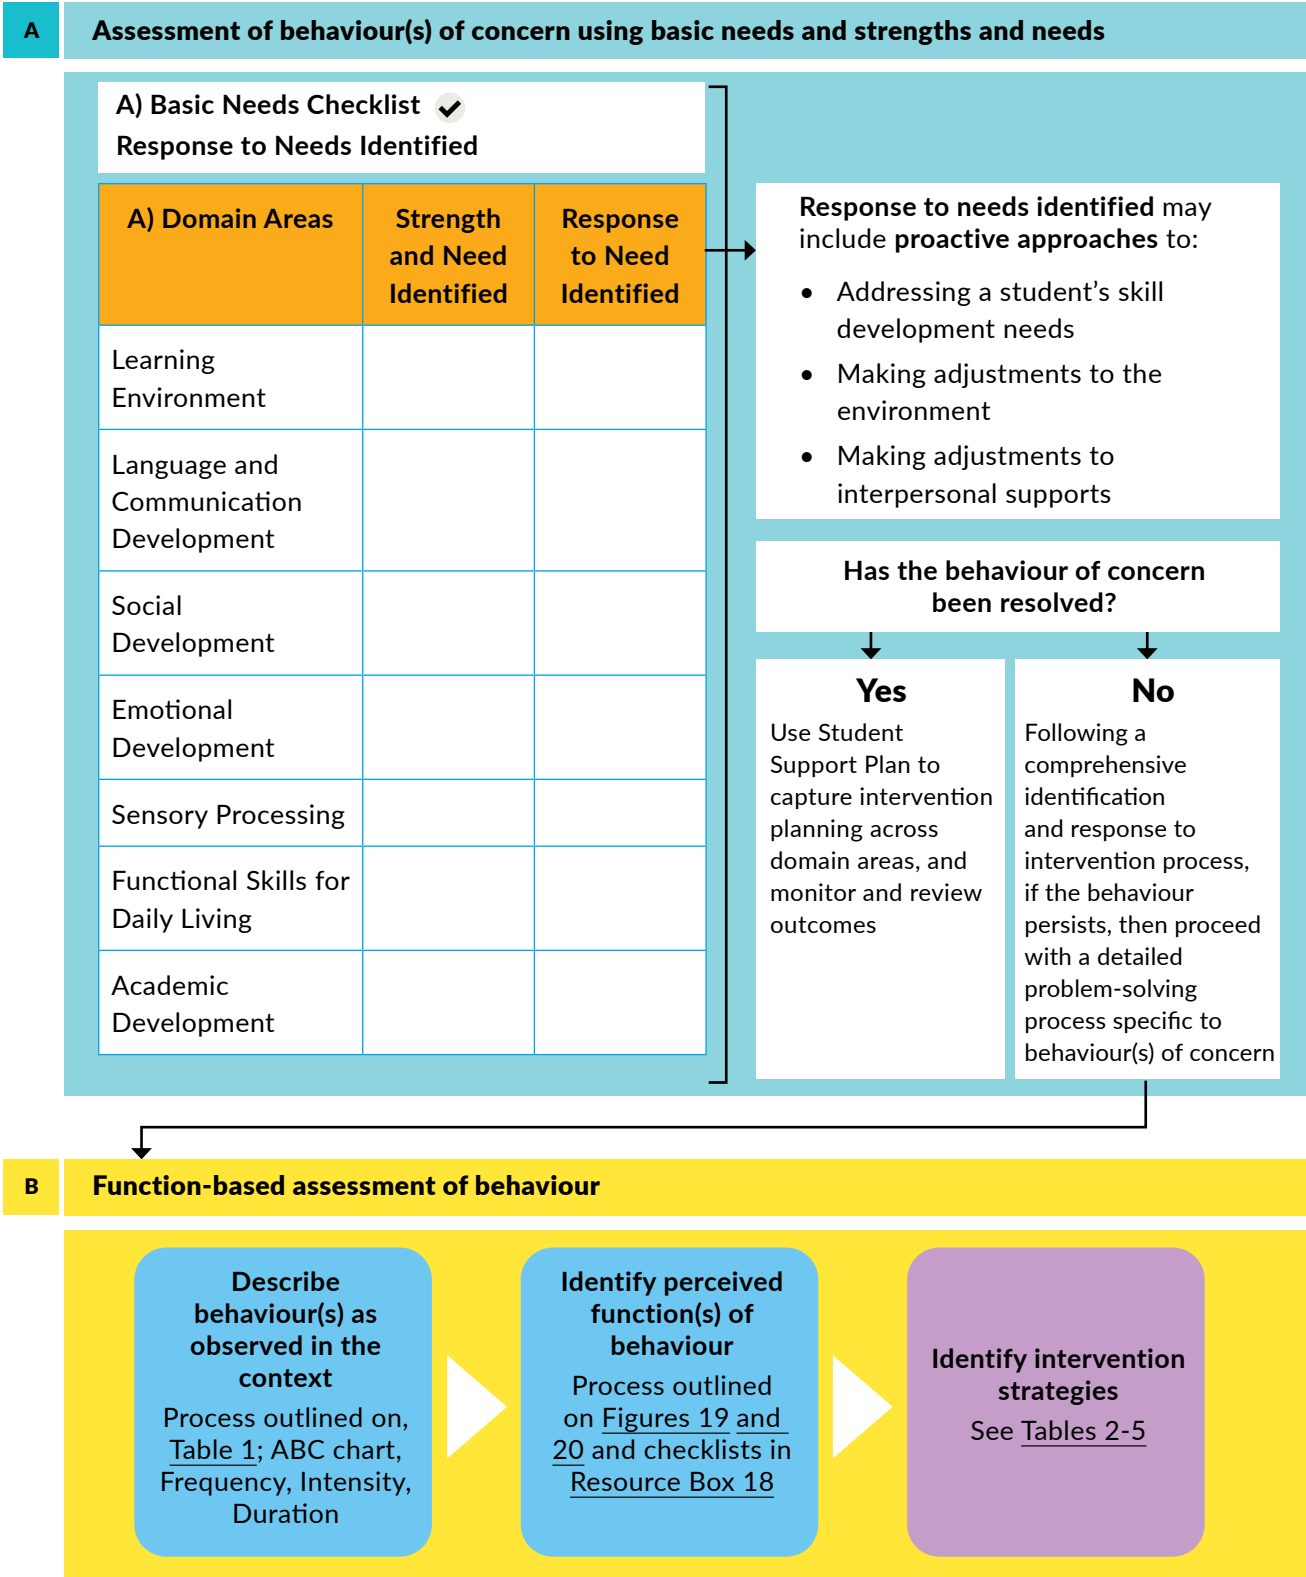 A
Assessment of behaviour(s) of concern using basic needs and strengths and needs
A) Basic Needs Checklist
Response to Needs Identified
A) Domain Areas
Strength
and Need
Identified
Response
to Need
Identified
Learning
Environment
Language and
Communication
Development
Social
Development
Emotional
Development
Sensory Processing
Functional Skills for
Daily Living
Academic
Development
Response to needs identified may
include proactive approaches to:
• Addressing a student’s skill
development needs
• Making adjustments to the
environment
• Making adjustments to
interpersonal supports
Has the behaviour of concern
been resolved?
Yes
Use Student
Support Plan to
capture intervention
planning across
domain areas, and
monitor and review
outcomes
No
Following a
comprehensive
identification
and response to
intervention process,
if the behaviour
persists, then proceed
with a detailed
problem-solving
process specific to
behaviour(s) of concern
B
Function-based assessment of behaviour
Describe
behaviour(s) as
observed in the
context
Process outlined on,
Table 1; ABC chart,
Frequency, Intensity,
Duration
Identify perceived
function(s) of
behaviour
Process outlined
on Figures 19 and
20 and checklists in
Resource Box 18
Identify intervention
strategies
See Tables 2-5